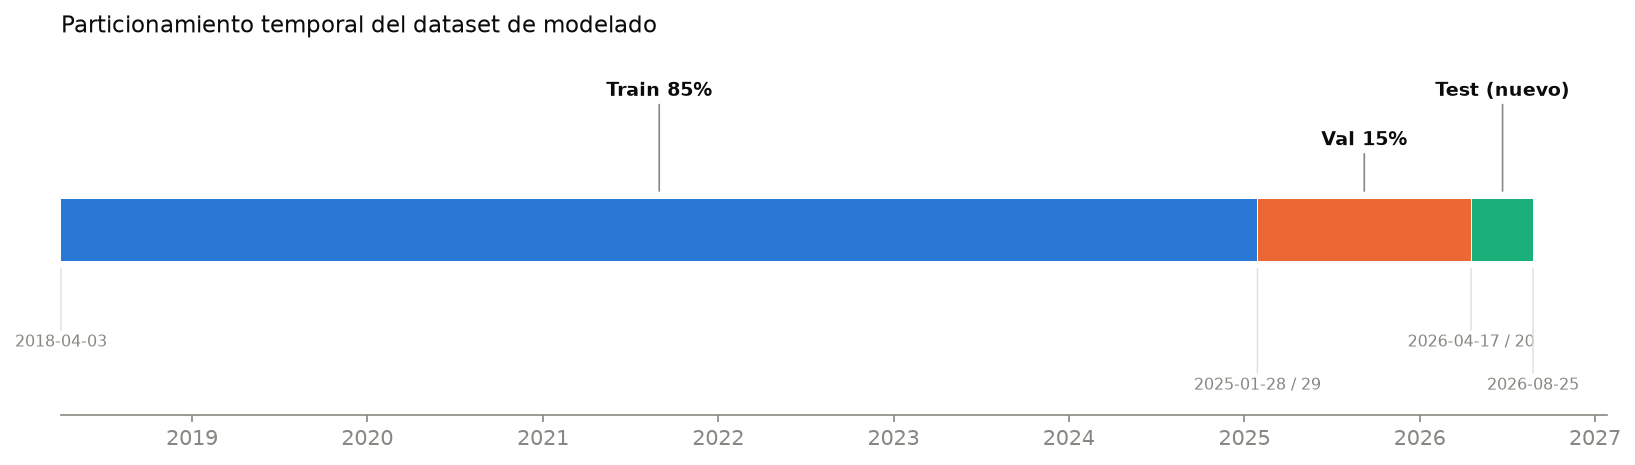 Particionamiento temporal del dataset de modelado
Train 85%
Test (nuevo)
Val 15%
2018-04-03
2026-04-17 / 20
2025-01-28 / 29
2026-08-25
2019 2020 2021 2022 2023 2024 2025 2026 2027